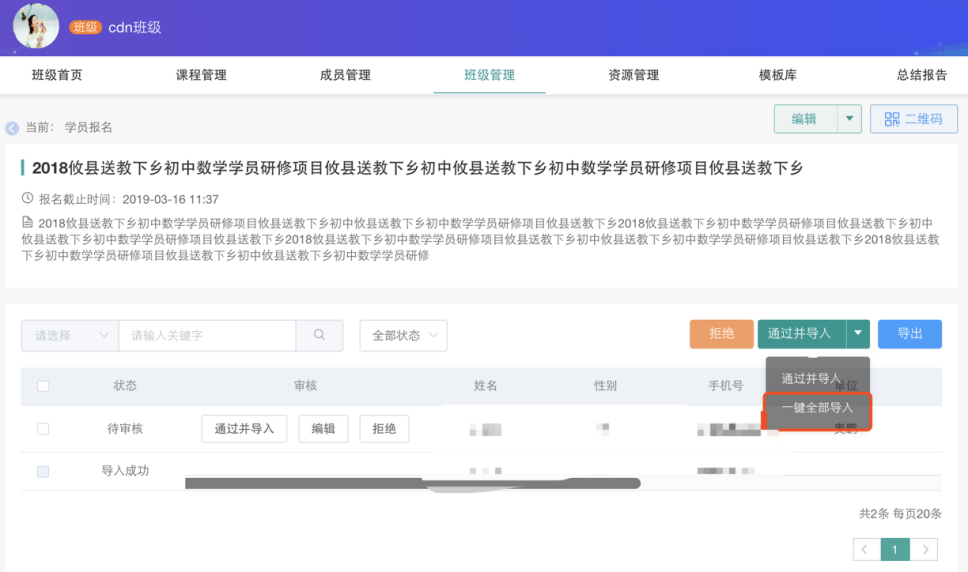 班级 cdn班级
班级首页 课程管理 成员管理 班级管理 资源管理 模板库 总结报告
当前: 学员报名 编辑 二维码
2018攸县送教下乡初中数学学员研修项目攸县送教下乡初中攸县送教下乡初中数学学员研修项目攸县送教下乡
报名截止时间: 2019-03-16 11:37
2018攸县送教下乡初中数学学员研修项目攸县送教下乡初中攸县送教下乡初中数学学员研修项目攸县送教下乡2018攸县送教下乡初中数学学员研修项目攸县送教下乡初中
攸县送教下乡初中数学学员研修项目攸县送教下乡2018攸县送教下乡初中数学学员研修项目攸县送教下乡初中攸县送教下乡初中数学学员研修项目攸县送教下乡2018攸县送教
下乡初中数学学员研修项目攸县送教下乡初中攸县送教下乡初中数学学员研修
请选择 请输入关键字 全部状态 拒绝 通过并导入 导出
通过并导入
一键全部导入
状态 审核 姓名 性别 手机号 单位
待审核 通过并导入 编辑 拒绝 奥鹏
导入成功
共2条 每页20条
1